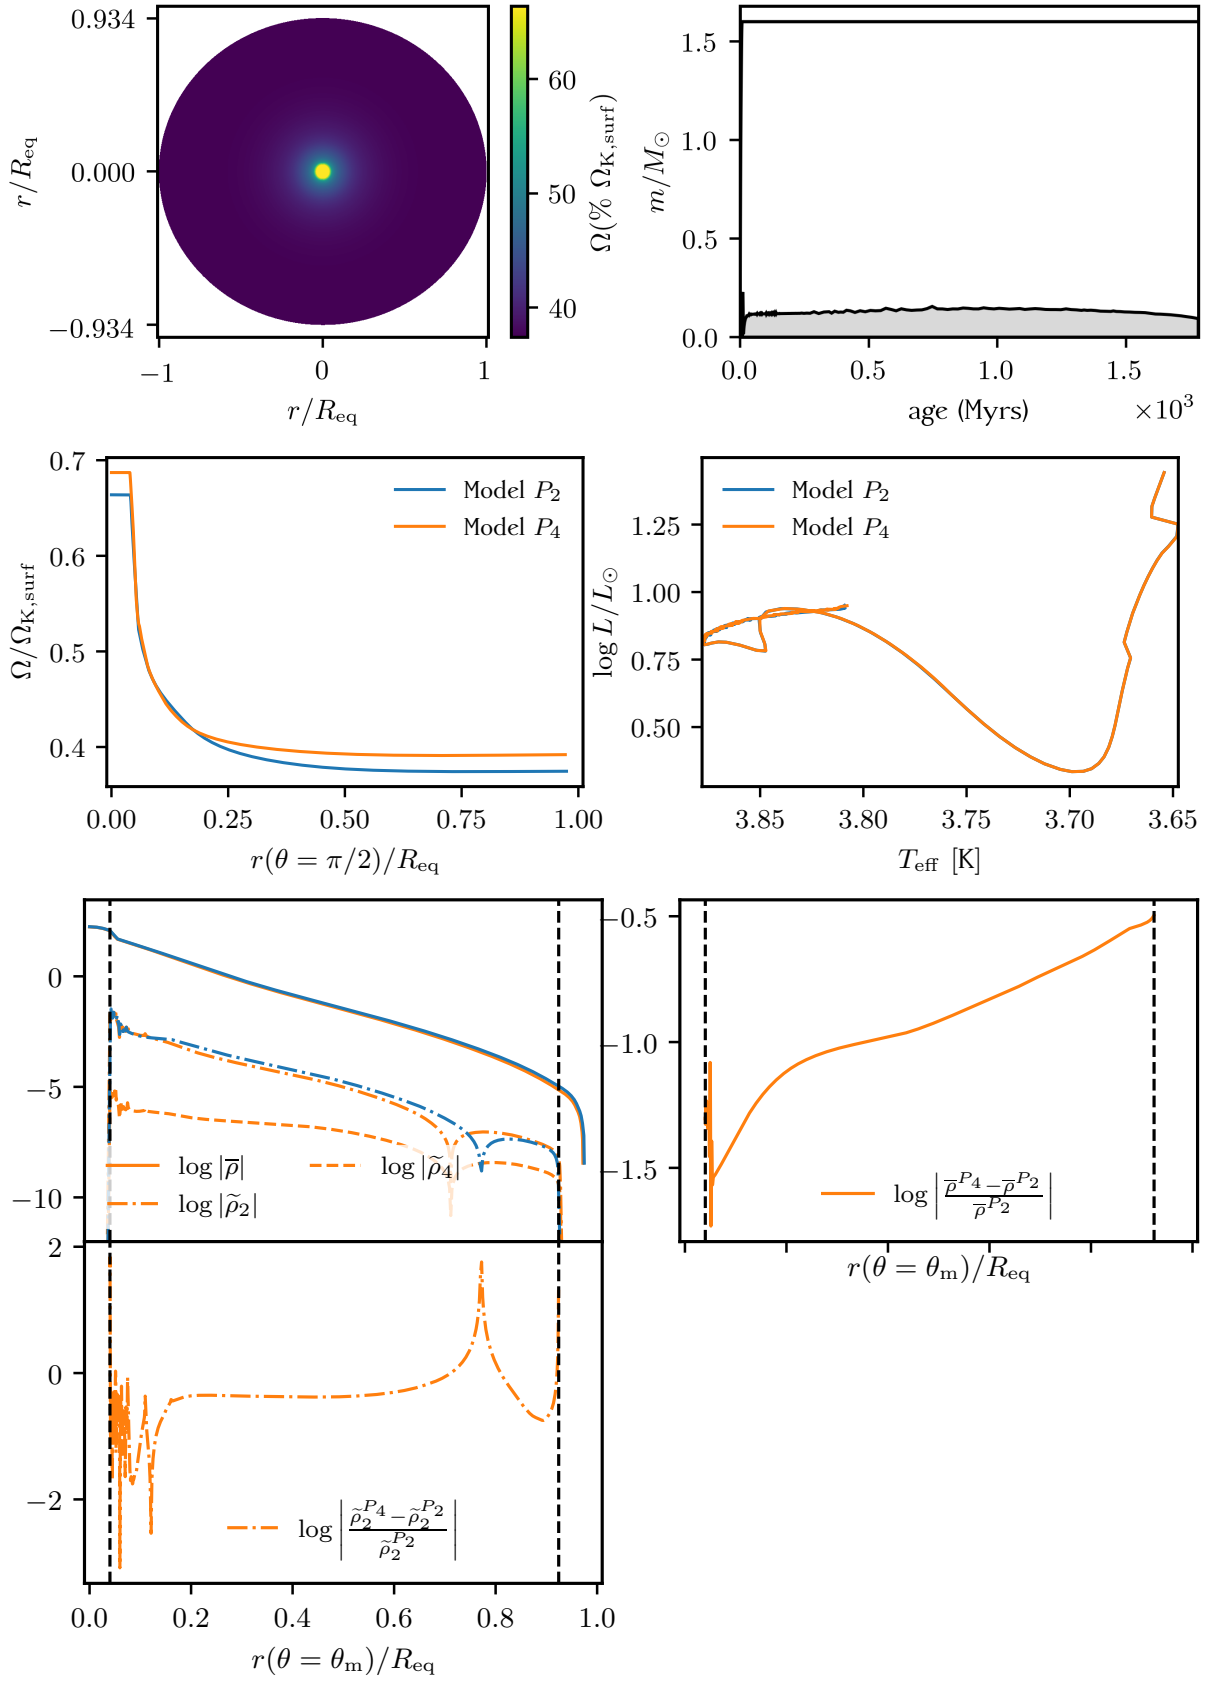 0.934
0.000
−0.934
r/R_eq
−1 0 1
r/R_eq
60
50
40
Ω(% Ω_K,surf)
1.5
1.0
0.5
0.0
m/M_⊙
0.0 0.5 1.0 1.5
age (Myrs) ×10^3
0.7
0.6
0.5
0.4
Ω/Ω_K,surf
Model P_2
Model P_4
0.00 0.25 0.50 0.75 1.00
r(θ = π/2)/R_eq
1.25
1.00
0.75
0.50
log L/L_⊙
Model P_2
Model P_4
3.85 3.80 3.75 3.70 3.65
T_eff [K]
0
−5
−10
log |ρ̅|
log |ρ̃_2|
log |ρ̃_4|
−0.5
−1.0
−1.5
log |(ρ̅^P_4 − ρ̅^P_2)/ρ̅^P_2|
r(θ = θ_m)/R_eq
2
0
−2
log |(ρ̃_2^P_4 − ρ̃_2^P_2)/ρ̃_2^P_2|
0.0 0.2 0.4 0.6 0.8 1.0
r(θ = θ_m)/R_eq